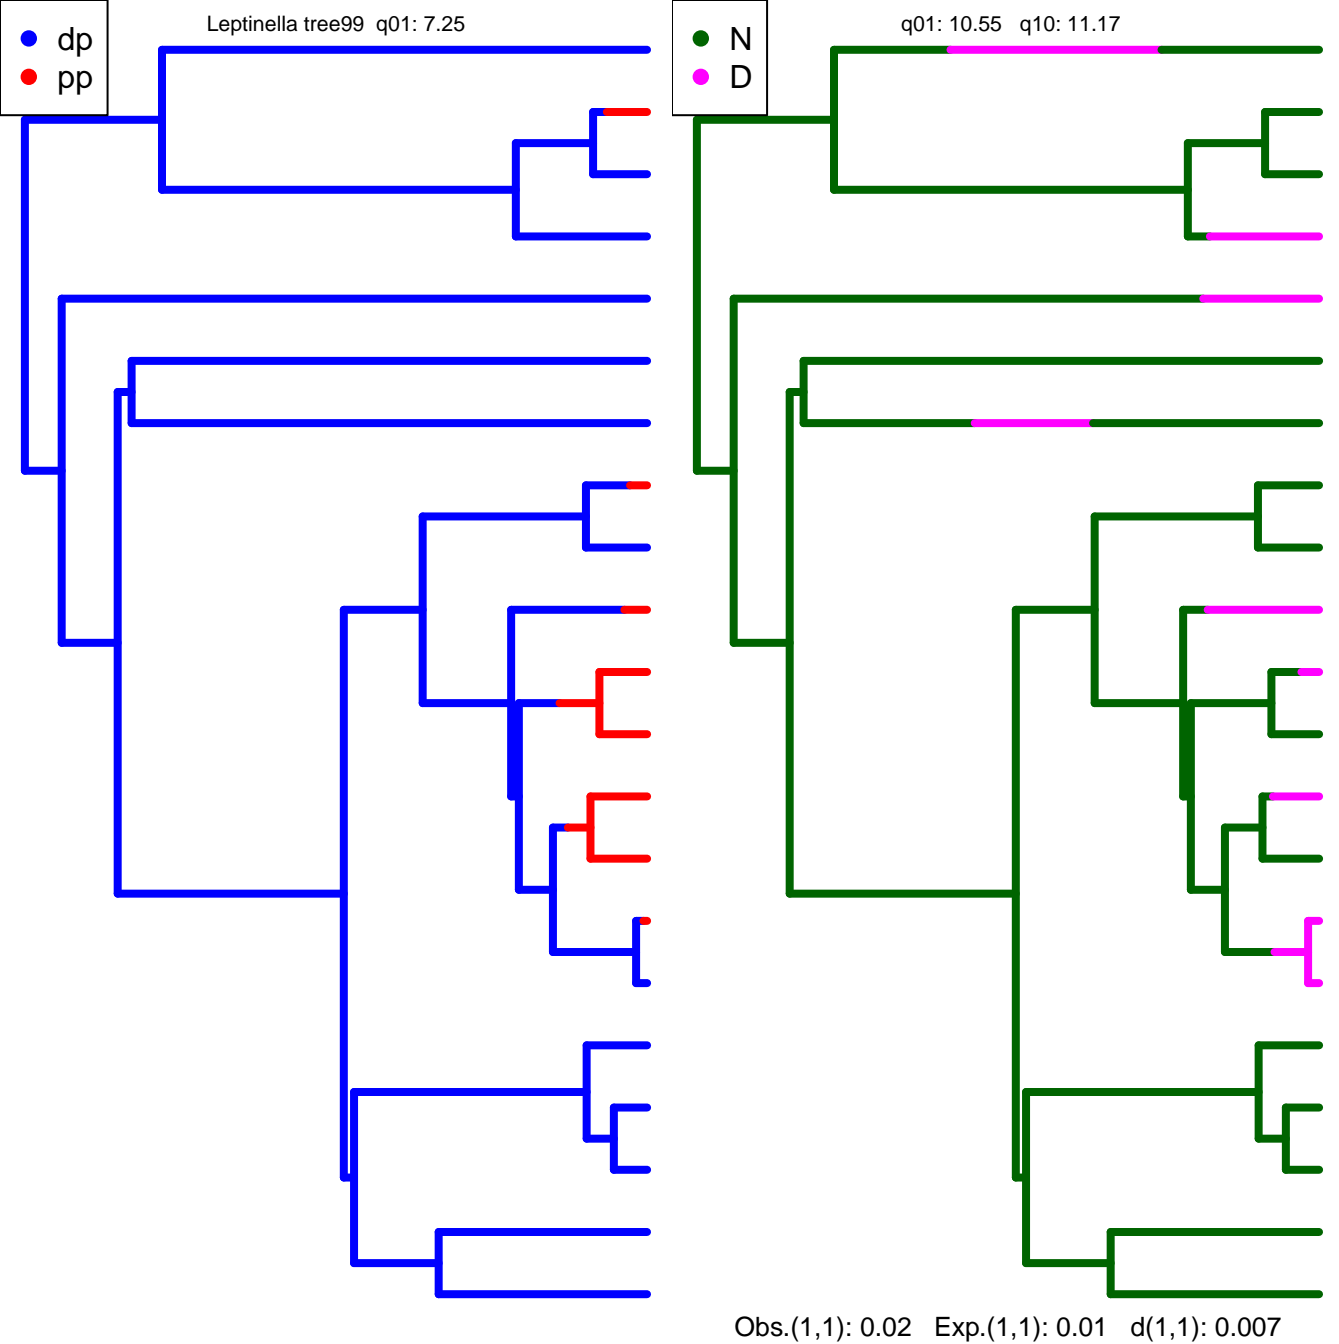 Leptinella tree99 q01: 7.25
dp
pp
q01: 10.55 q10: 11.17
N
D
Obs.(1,1): 0.02 Exp.(1,1): 0.01 d(1,1): 0.007